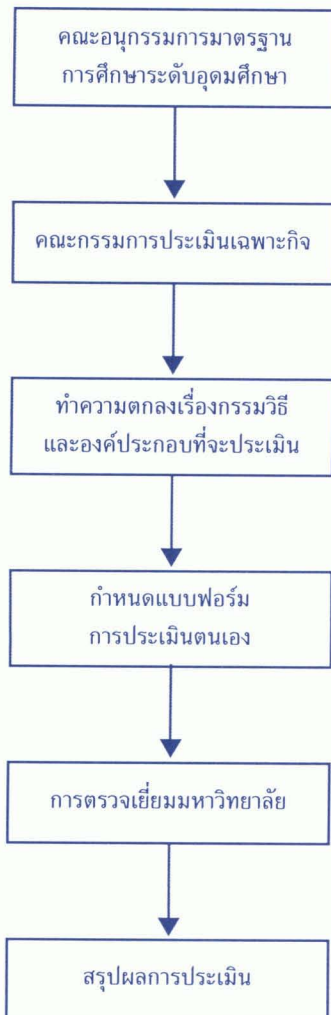 คณะอนุกรรมการมาตรฐาน
การศึกษาระดับอุดมศึกษา
คณะกรรมการประเมินเฉพาะกิจ
ทำความตกลงเรื่องกรรมวิธี
และองค์ประกอบที่จะประเมิน
กำหนดแบบฟอร์ม
การประเมินตนเอง
การตรวจเยี่ยมมหาวิทยาลัย
สรุปผลการประเมิน